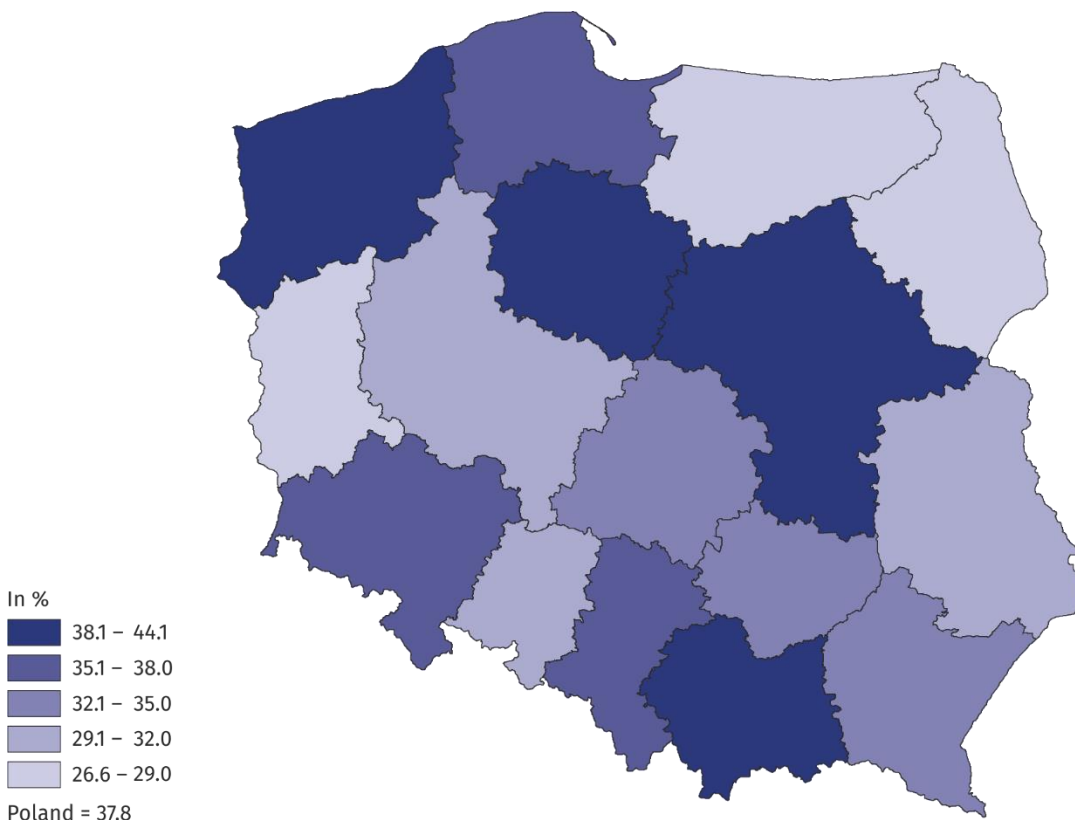 In %
38.1 – 44.1
35.1 – 38.0
32.1 – 35.0
29.1 – 32.0
26.6 – 29.0
Poland = 37.8